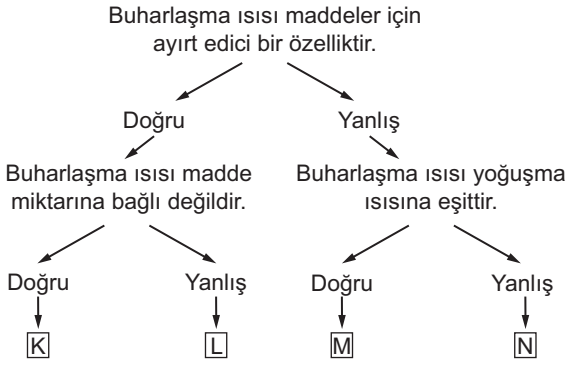 Buharlaşma ısısı maddeler için
ayırt edici bir özelliktir.
Doğru
Yanlış
Buharlaşma ısısı madde
miktarına bağlı değildir.
Buharlaşma ısısı yoğuşma
ısısına eşittir.
Doğru
Yanlış
Doğru
Yanlış
K
L
M
N